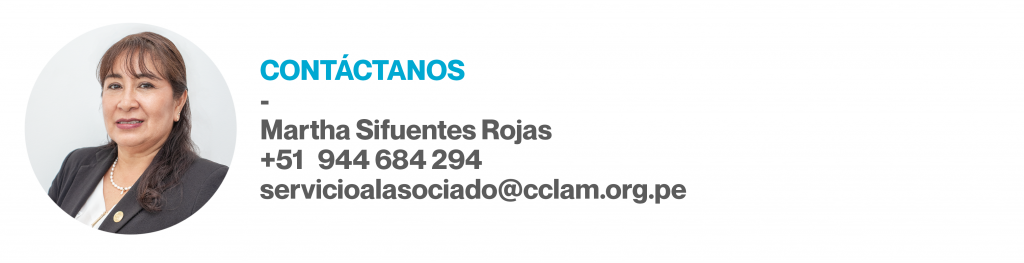 CONTÁCTANOS
-
Martha Sifuentes Rojas
+51 944 684 294
servicioalasociado@cclam.org.pe